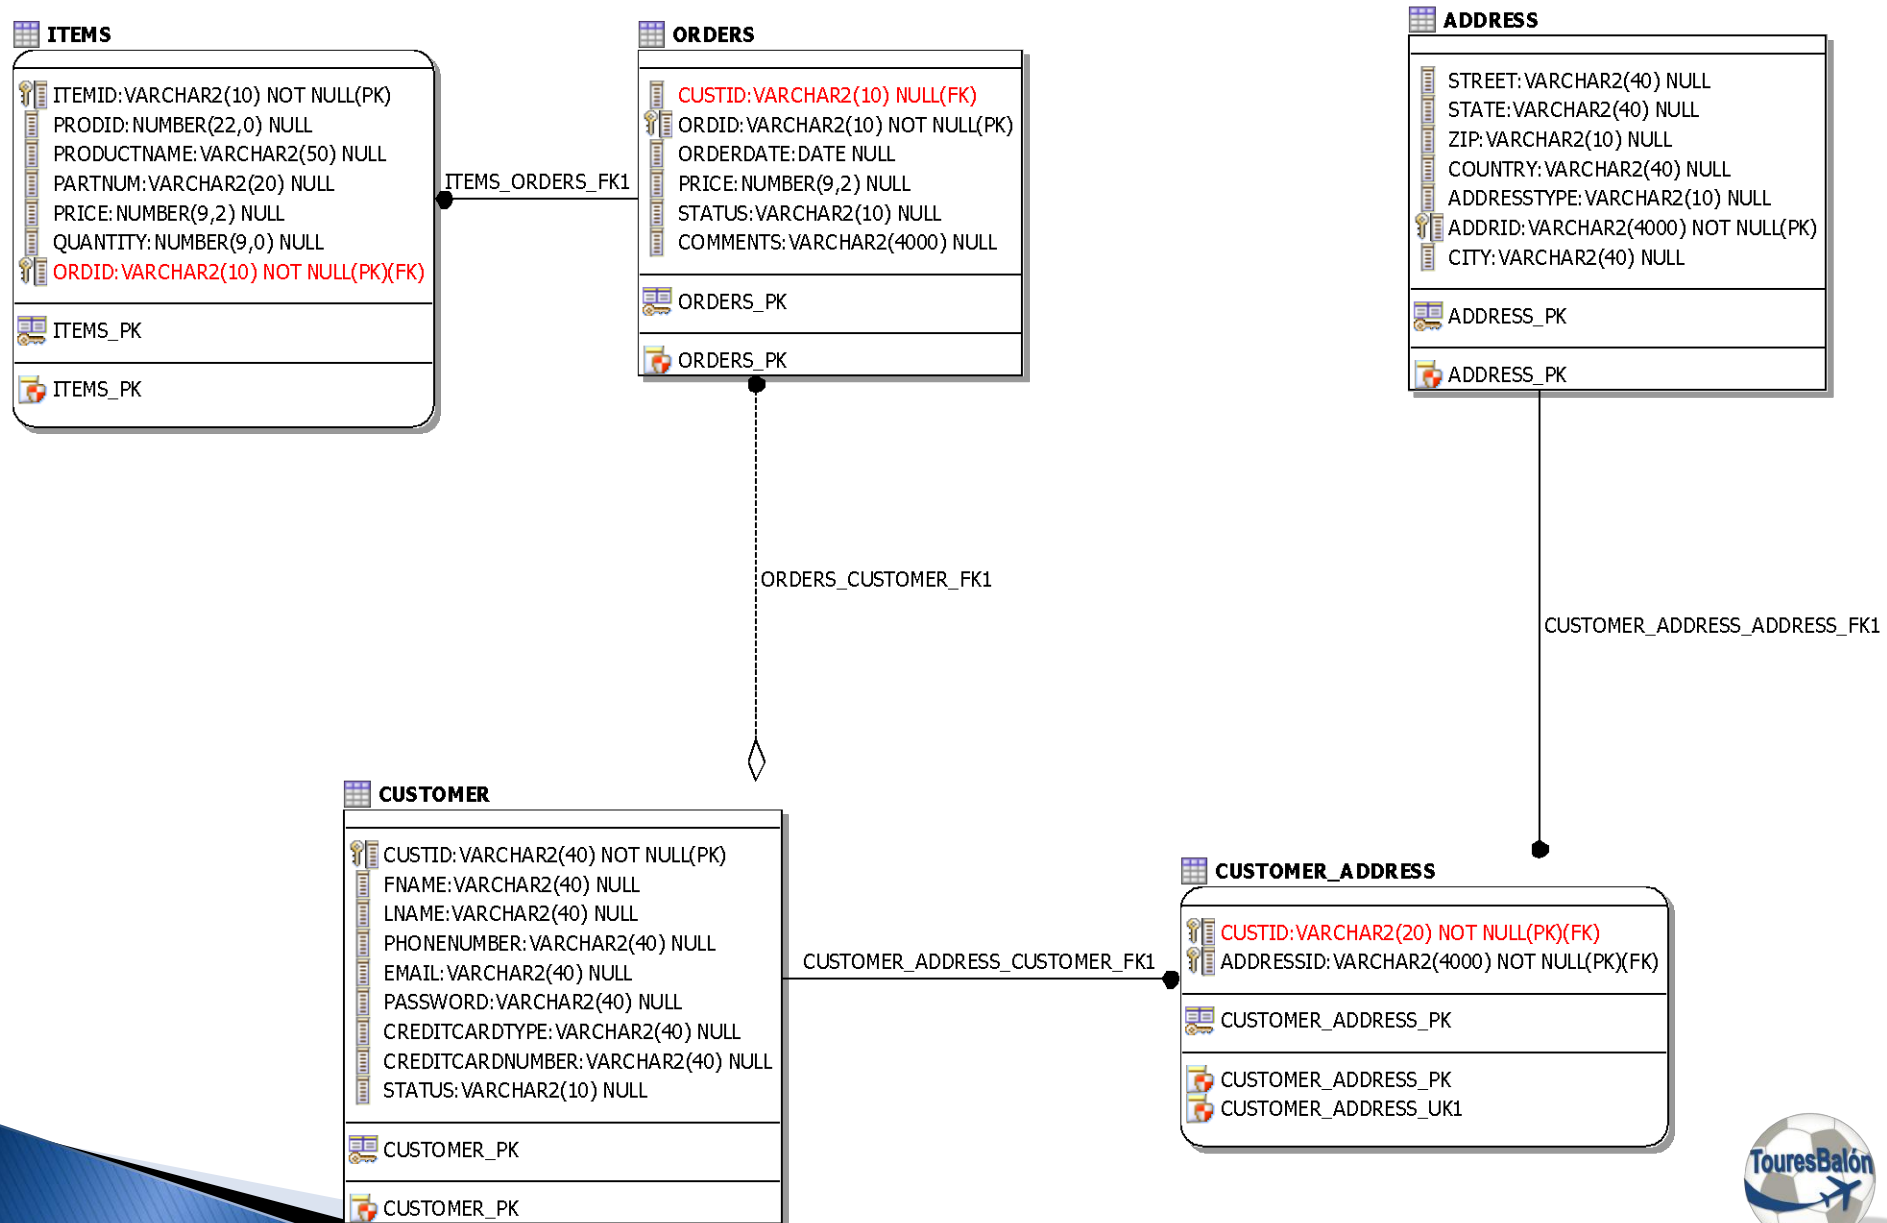 ITEMS
ITEMID:VARCHAR2(10) NOT NULL(PK)
PRODID:NUMBER(22,0) NULL
PRODUCTNAME:VARCHAR2(50) NULL
PARTNUM:VARCHAR2(20) NULL
PRICE:NUMBER(9,2) NULL
QUANTITY:NUMBER(9,0) NULL
ORDID:VARCHAR2(10) NOT NULL(PK)(FK)
ITEMS_PK
ITEMS_PK
ITEMS_ORDERS_FK1
ORDERS
CUSTID:VARCHAR2(10) NULL(FK)
ORDID:VARCHAR2(10) NOT NULL(PK)
ORDERDATE:DATE NULL
PRICE:NUMBER(9,2) NULL
STATUS:VARCHAR2(10) NULL
COMMENTS:VARCHAR2(4000) NULL
ORDERS_PK
ORDERS_PK
ADDRESS
STREET:VARCHAR2(40) NULL
STATE:VARCHAR2(40) NULL
ZIP:VARCHAR2(10) NULL
COUNTRY:VARCHAR2(40) NULL
ADDRESSTYPE:VARCHAR2(10) NULL
ADDRID:VARCHAR2(4000) NOT NULL(PK)
CITY:VARCHAR2(40) NULL
ADDRESS_PK
ADDRESS_PK
ORDERS_CUSTOMER_FK1
CUSTOMER_ADDRESS_ADDRESS_FK1
CUSTOMER
CUSTID:VARCHAR2(40) NOT NULL(PK)
FNAME:VARCHAR2(40) NULL
LNAME:VARCHAR2(40) NULL
PHONENUMBER:VARCHAR2(40) NULL
EMAIL:VARCHAR2(40) NULL
PASSWORD:VARCHAR2(40) NULL
CREDITCARDTYPE:VARCHAR2(40) NULL
CREDITCARDNUMBER:VARCHAR2(40) NULL
STATUS:VARCHAR2(10) NULL
CUSTOMER_PK
CUSTOMER_PK
CUSTOMER_ADDRESS_CUSTOMER_FK1
CUSTOMER_ADDRESS
CUSTID:VARCHAR2(20) NOT NULL(PK)(FK)
ADDRESSID:VARCHAR2(4000) NOT NULL(PK)(FK)
CUSTOMER_ADDRESS_PK
CUSTOMER_ADDRESS_PK
CUSTOMER_ADDRESS_UK1
TouresBalón